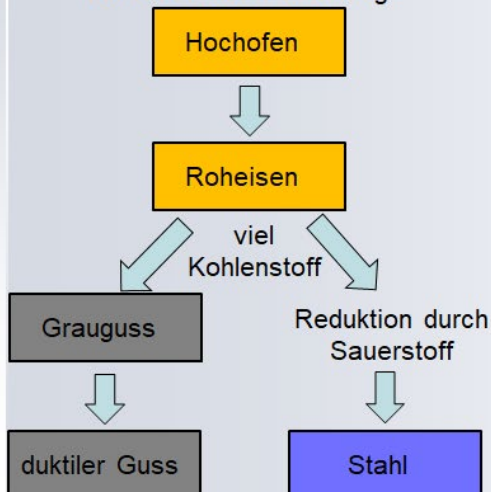 Hochofen
Roheisen
viel
Kohlenstoff
Grauguss
Reduktion durch
Sauerstoff
duktiler Guss
Stahl